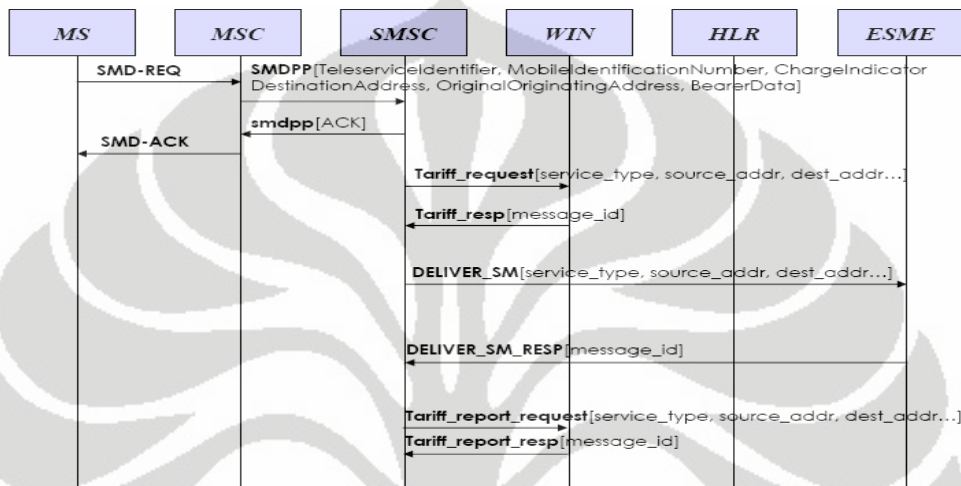 MS MSC SMSC WIN HLR ESME
SMD-REQ
SMDPP[TeleserviceIdentifier, MobileIdentificationNumber, ChargeIndicator
DestinationAddress, OriginalOriginatingAddress, BearerData]
smdpp[ACK]
SMD-ACK
Tariff_request[service_type, source_addr, dest_addr...]
Tariff_resp[message_id]
DELIVER_SM[service_type, source_addr, dest_addr...]
DELIVER_SM_RESP[message_id]
Tariff_report_request[service_type, source_addr, dest_addr...]
Tariff_report_resp[message_id]